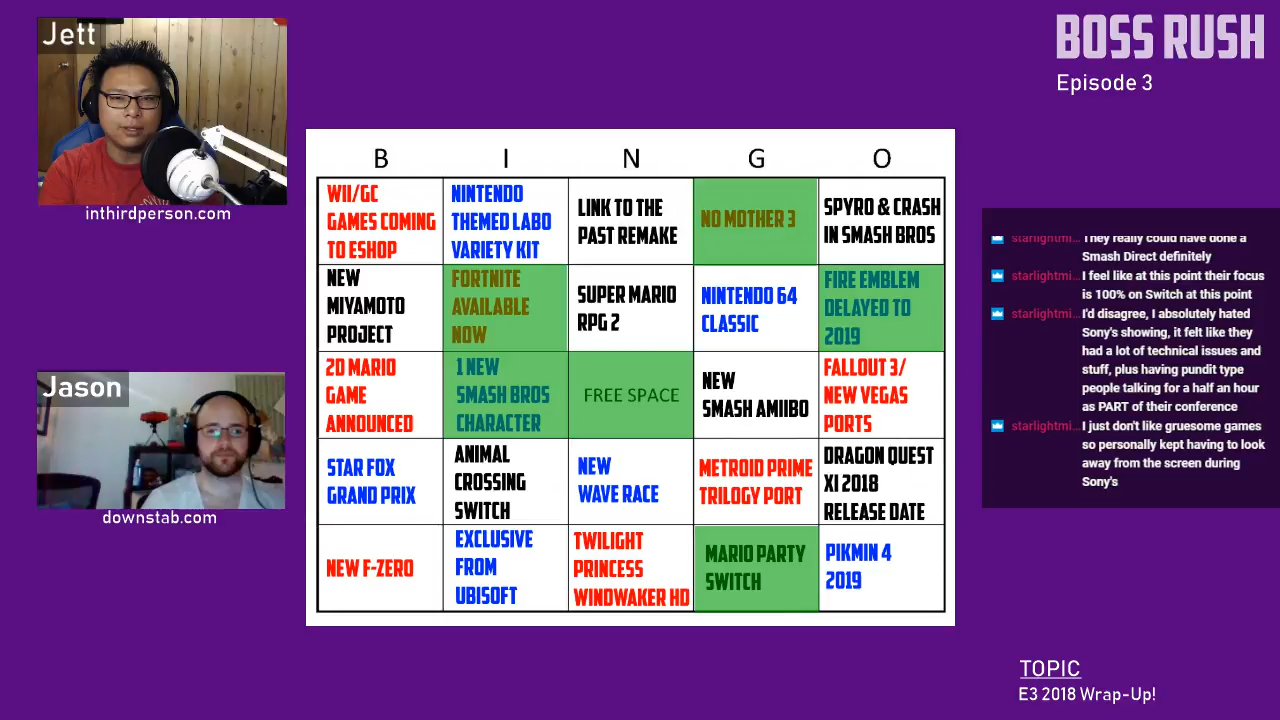 Jett
inthirdperson.com
Jason
downstab.com
BOSS RUSH
Episode 3
B I N G O
WII/GC
GAMES COMING
TO ESHOP
NINTENDO
THEMED LABO
VARIETY KIT
LINK TO THE
PAST REMAKE
NO MOTHER 3
SPYRO & CRASH
IN SMASH BROS
NEW
MIYAMOTO
PROJECT
FORTNITE
AVAILABLE
NOW
SUPER MARIO
RPG 2
NINTENDO 64
CLASSIC
FIRE EMBLEM
DELAYED TO
2019
2D MARIO
GAME
ANNOUNCED
1 NEW
SMASH BROS
CHARACTER
FREE SPACE
NEW
SMASH AMIIBO
FALLOUT 3/
NEW VEGAS
PORTS
STAR FOX
GRAND PRIX
ANIMAL
CROSSING
SWITCH
NEW
WAVE RACE
METROID PRIME
TRILOGY PORT
DRAGON QUEST
XI 2018
RELEASE DATE
NEW F-ZERO
EXCLUSIVE
FROM
UBISOFT
TWILIGHT
PRINCESS
WINDWAKER HD
MARIO PARTY
SWITCH
PIKMIN 4
2019
starlightmi... They really could have done a
Smash Direct definitely
starlightmi... I feel like at this point their focus
is 100% on Switch at this point
starlightmi... I'd disagree, I absolutely hated
Sony's showing, it felt like they
had a lot of technical issues and
stuff, plus having pundit type
people talking for a half an hour
as PART of their conference
starlightmi... I just don't like gruesome games
so personally kept having to look
away from the screen during
Sony's
TOPIC
E3 2018 Wrap-Up!